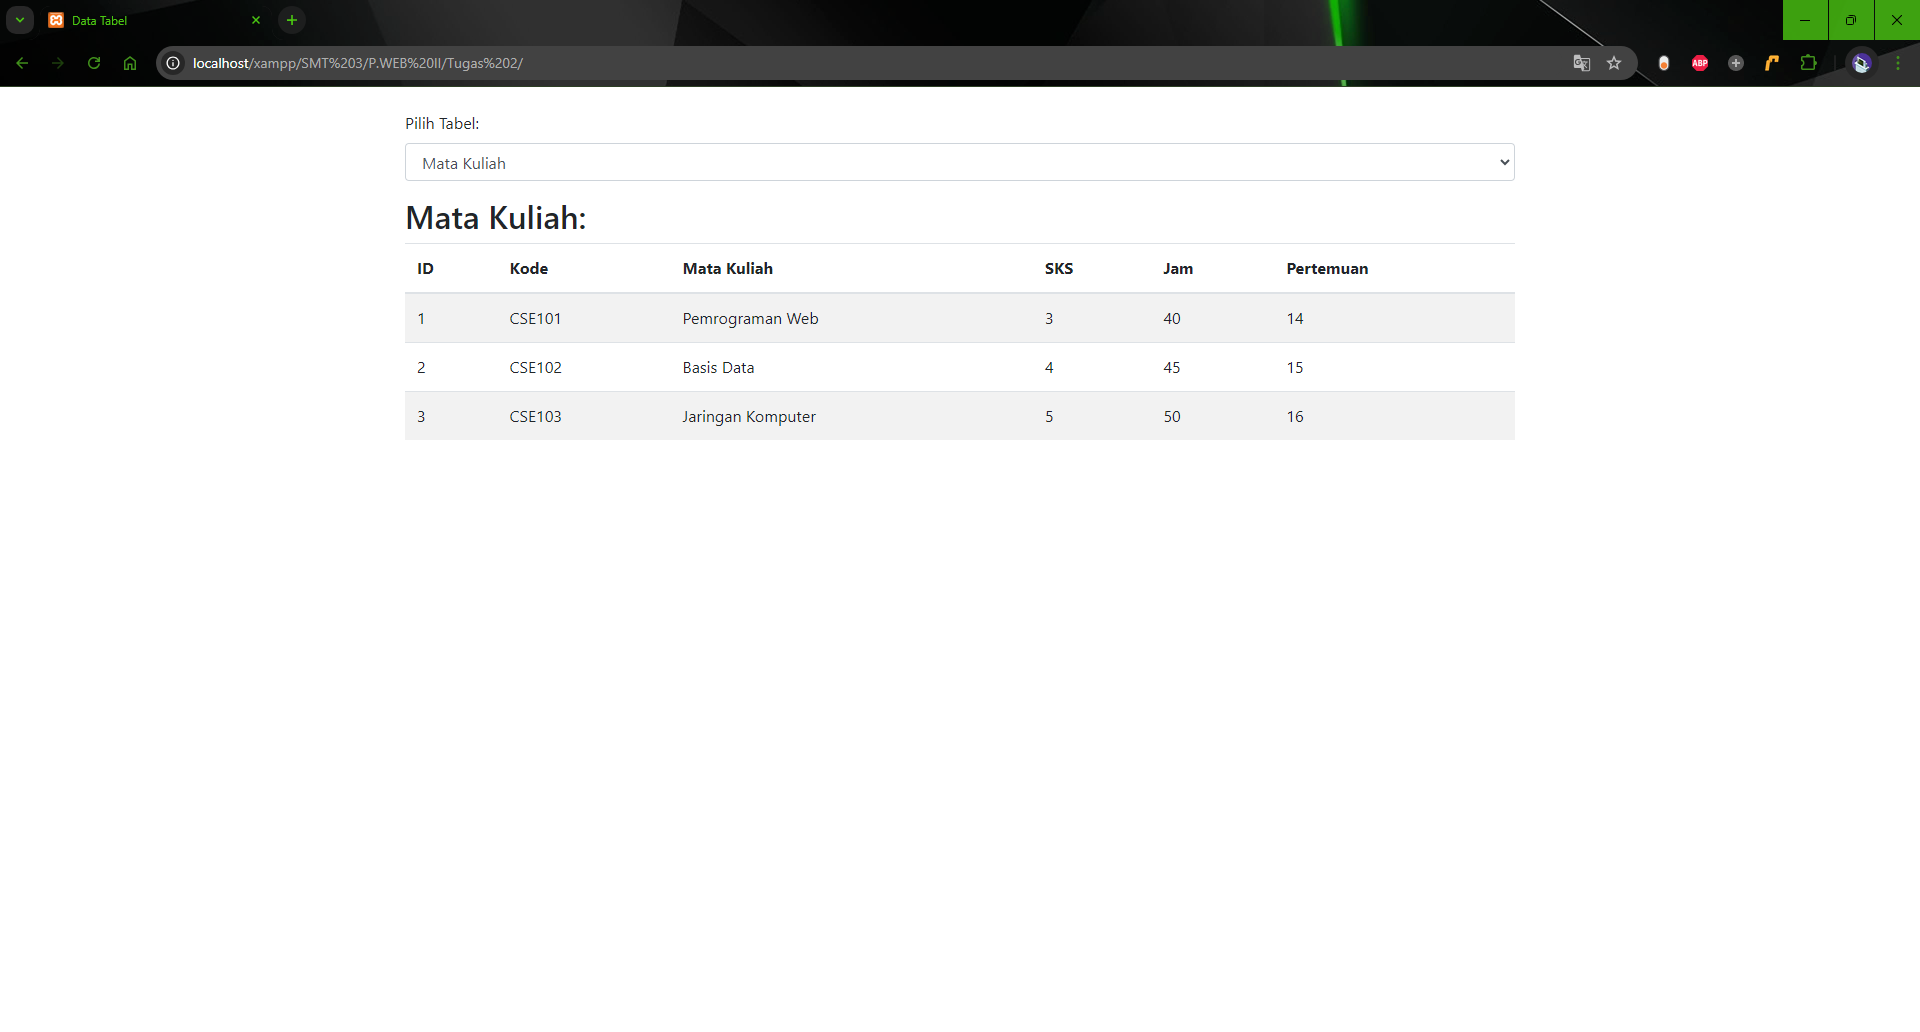 Data Tabel
localhost/xampp/SMT%203/P.WEB%20II/Tugas%202/
ABP
Pilih Tabel:
Mata Kuliah
Mata Kuliah:
ID Kode Mata Kuliah SKS Jam Pertemuan
1 CSE101 Pemrograman Web 3 40 14
2 CSE102 Basis Data 4 45 15
3 CSE103 Jaringan Komputer 5 50 16